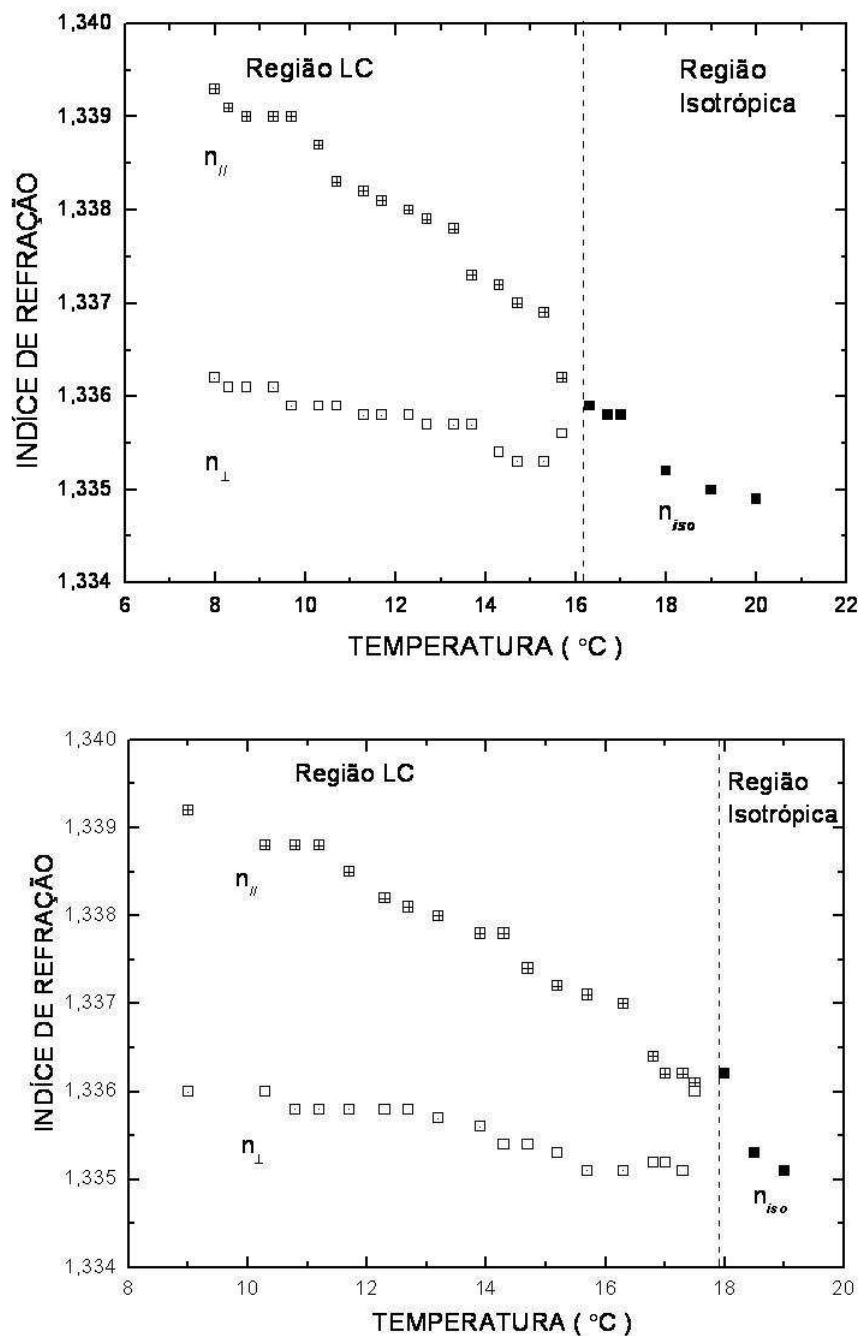 1,340
1,339
1,338
1,337
1,336
1,335
1,334
INDÍCE DE REFRAÇÃO
Região LC
Região
Isotrópica
n//
n⊥
niso
6 8 10 12 14 16 18 20 22
TEMPERATURA ( °C )
1,340
1,339
1,338
1,337
1,336
1,335
1,334
INDÍCE DE REFRAÇÃO
Região LC
Região
Isotrópica
n//
n⊥
niso
8 10 12 14 16 18 20
TEMPERATURA ( °C )